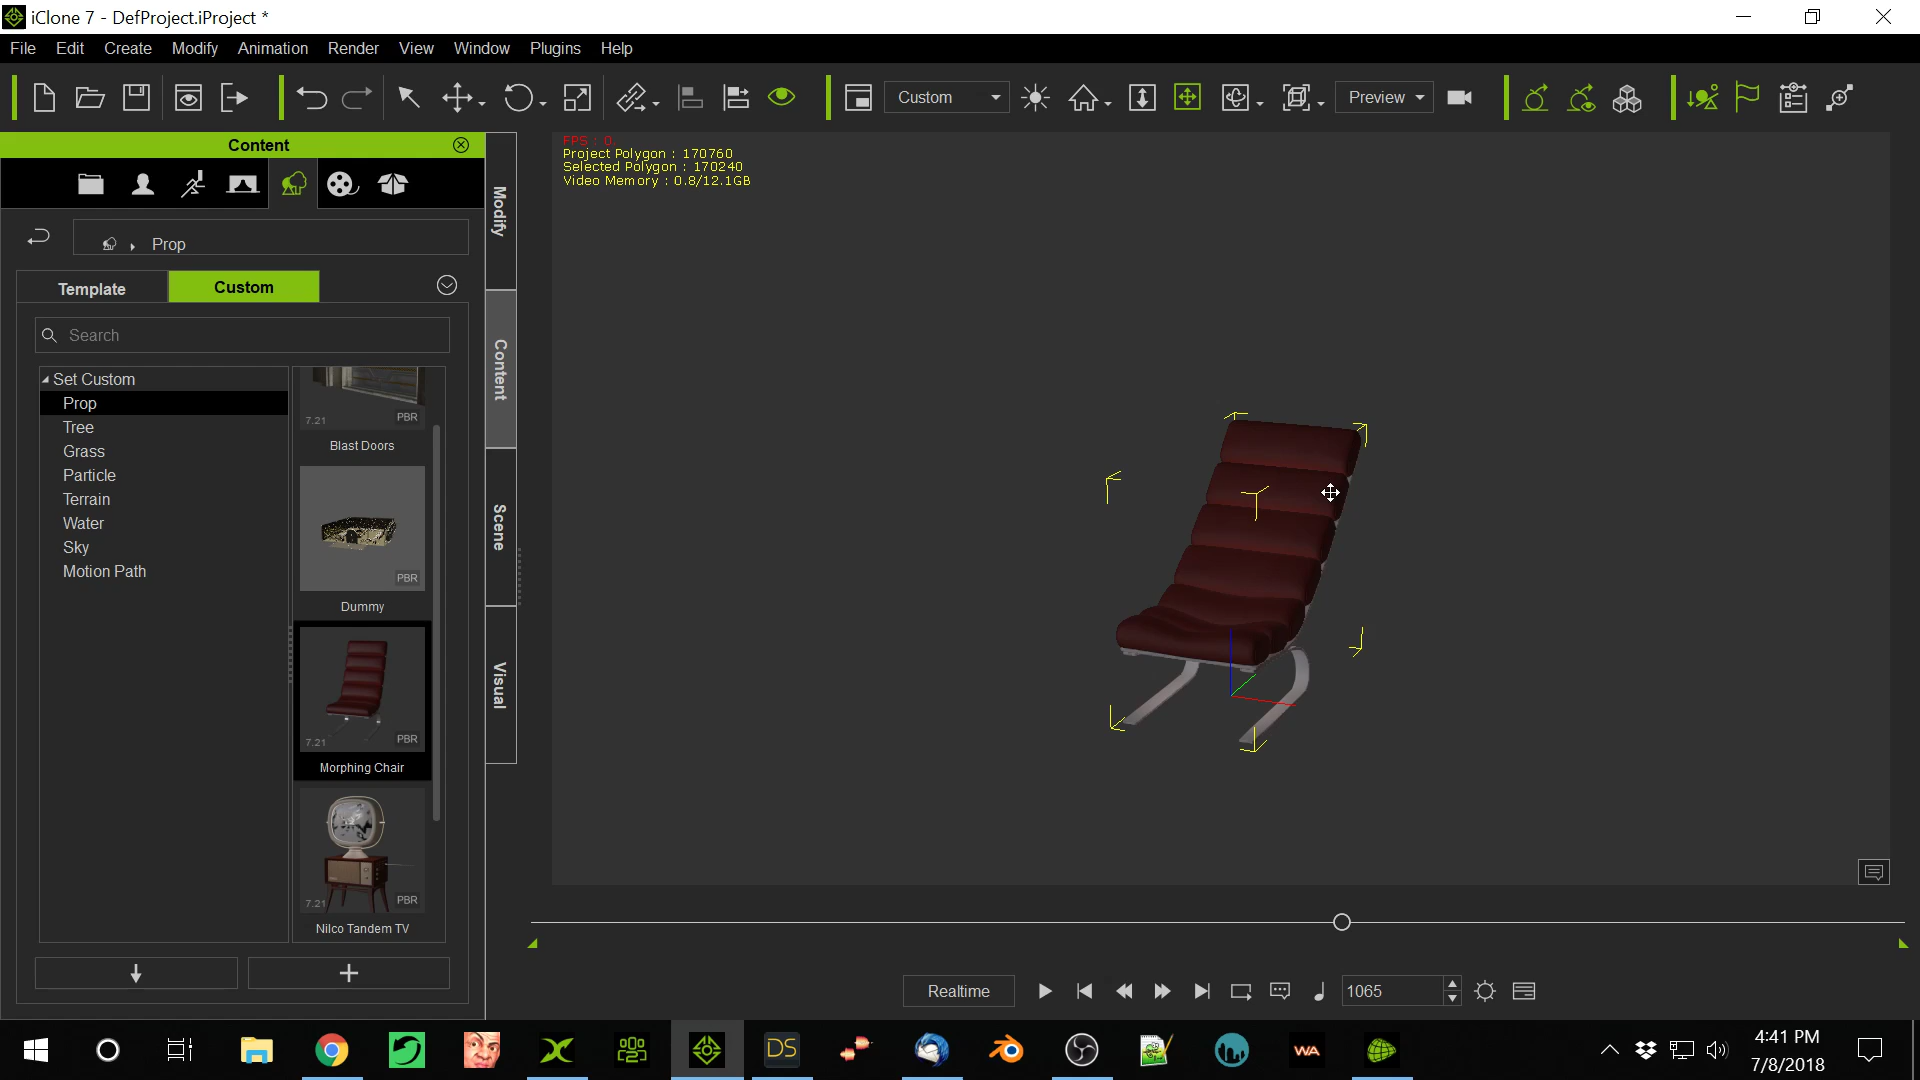 iClone 7 - DefProject.iProject *
File Edit Create Modify Animation Render View Window Plugins Help
Custom
Preview
Content
Prop
Template
Custom
Search
Set Custom
Prop
Tree
Grass
Particle
Terrain
Water
Sky
Motion Path
7.21 PBR
Blast Doors
PBR
Dummy
7.21 PBR
Morphing Chair
7.21 PBR
Nilco Tandem TV
Modify
Content
Scene
Visual
FPS : 0
Project Polygon : 170760
Selected Polygon : 170240
Video Memory : 0.8/12.1GB
Realtime
1065
DS
WA
4:41 PM
7/8/2018